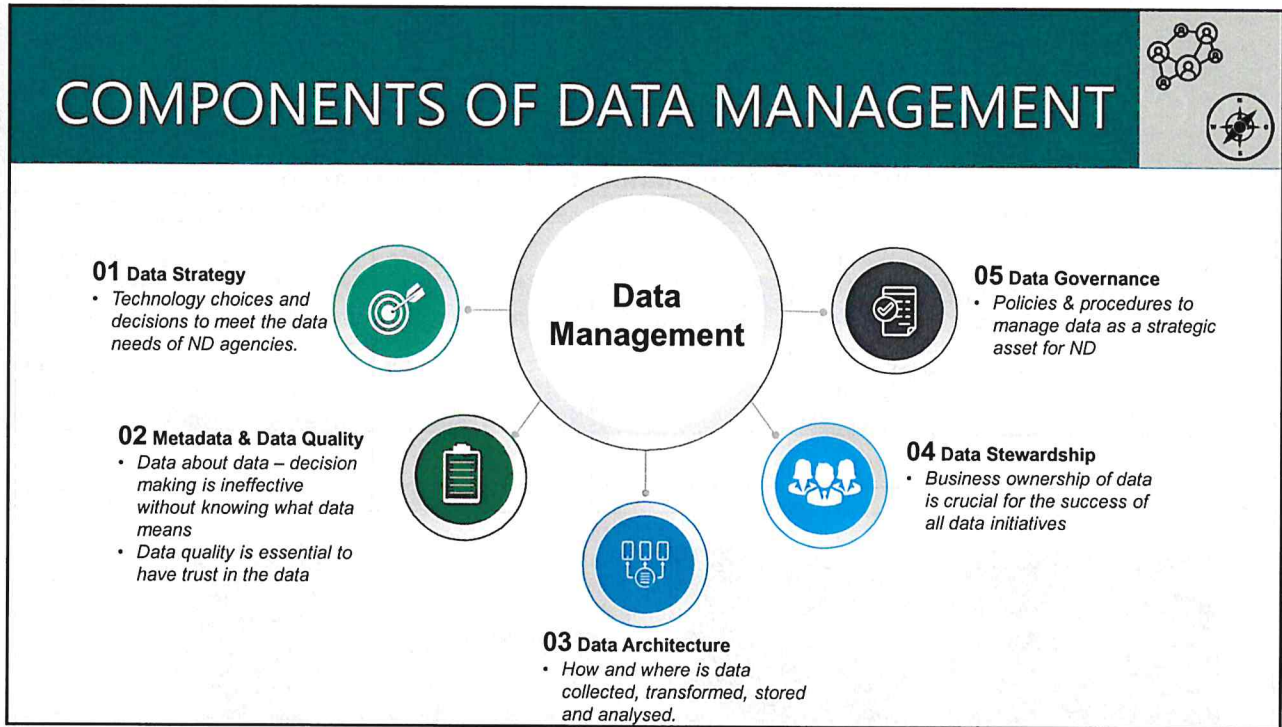 COMPONENTS OF DATA MANAGEMENT
Data
Management
01 Data Strategy
• Technology choices and
decisions to meet the data
needs of ND agencies.
02 Metadata & Data Quality
• Data about data – decision
making is ineffective
without knowing what data
means
• Data quality is essential to
have trust in the data
03 Data Architecture
• How and where is data
collected, transformed, stored
and analysed.
04 Data Stewardship
• Business ownership of data
is crucial for the success of
all data initiatives
05 Data Governance
• Policies & procedures to
manage data as a strategic
asset for ND